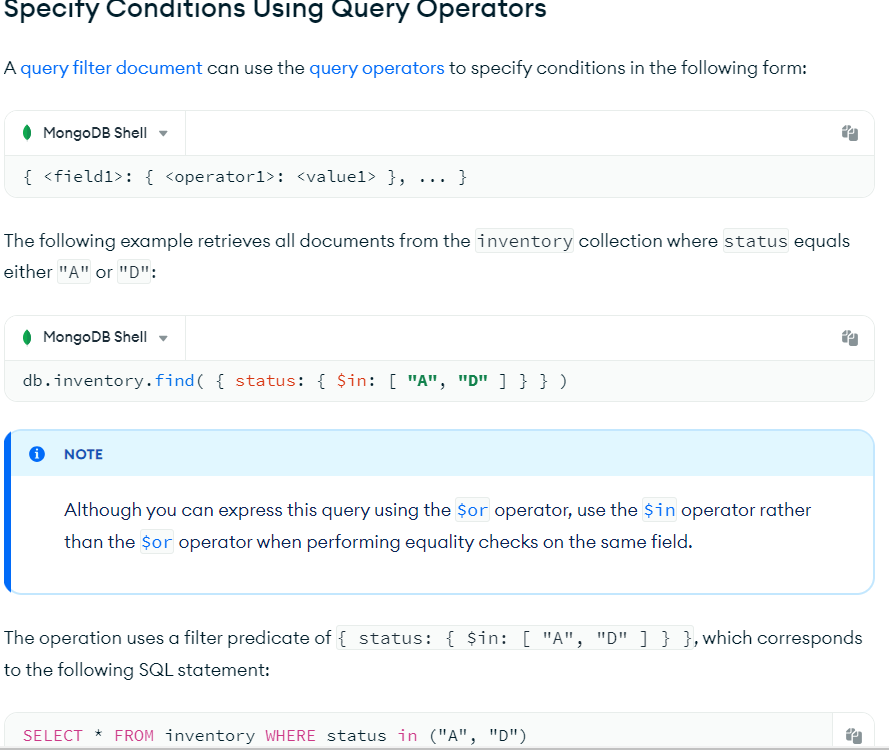 Specify Conditions Using Query Operators
A query filter document can use the query operators to specify conditions in the following form:
MongoDB Shell
{ <field1>: { <operator1>: <value1> }, ... }
The following example retrieves all documents from the inventory collection where status equals
either "A" or "D":
MongoDB Shell
db.inventory.find( { status: { $in: [ "A", "D" ] } } )
NOTE
Although you can express this query using the $or operator, use the $in operator rather
than the $or operator when performing equality checks on the same field.
The operation uses a filter predicate of { status: { $in: [ "A", "D" ] } }, which corresponds
to the following SQL statement:
SELECT * FROM inventory WHERE status in ("A", "D")